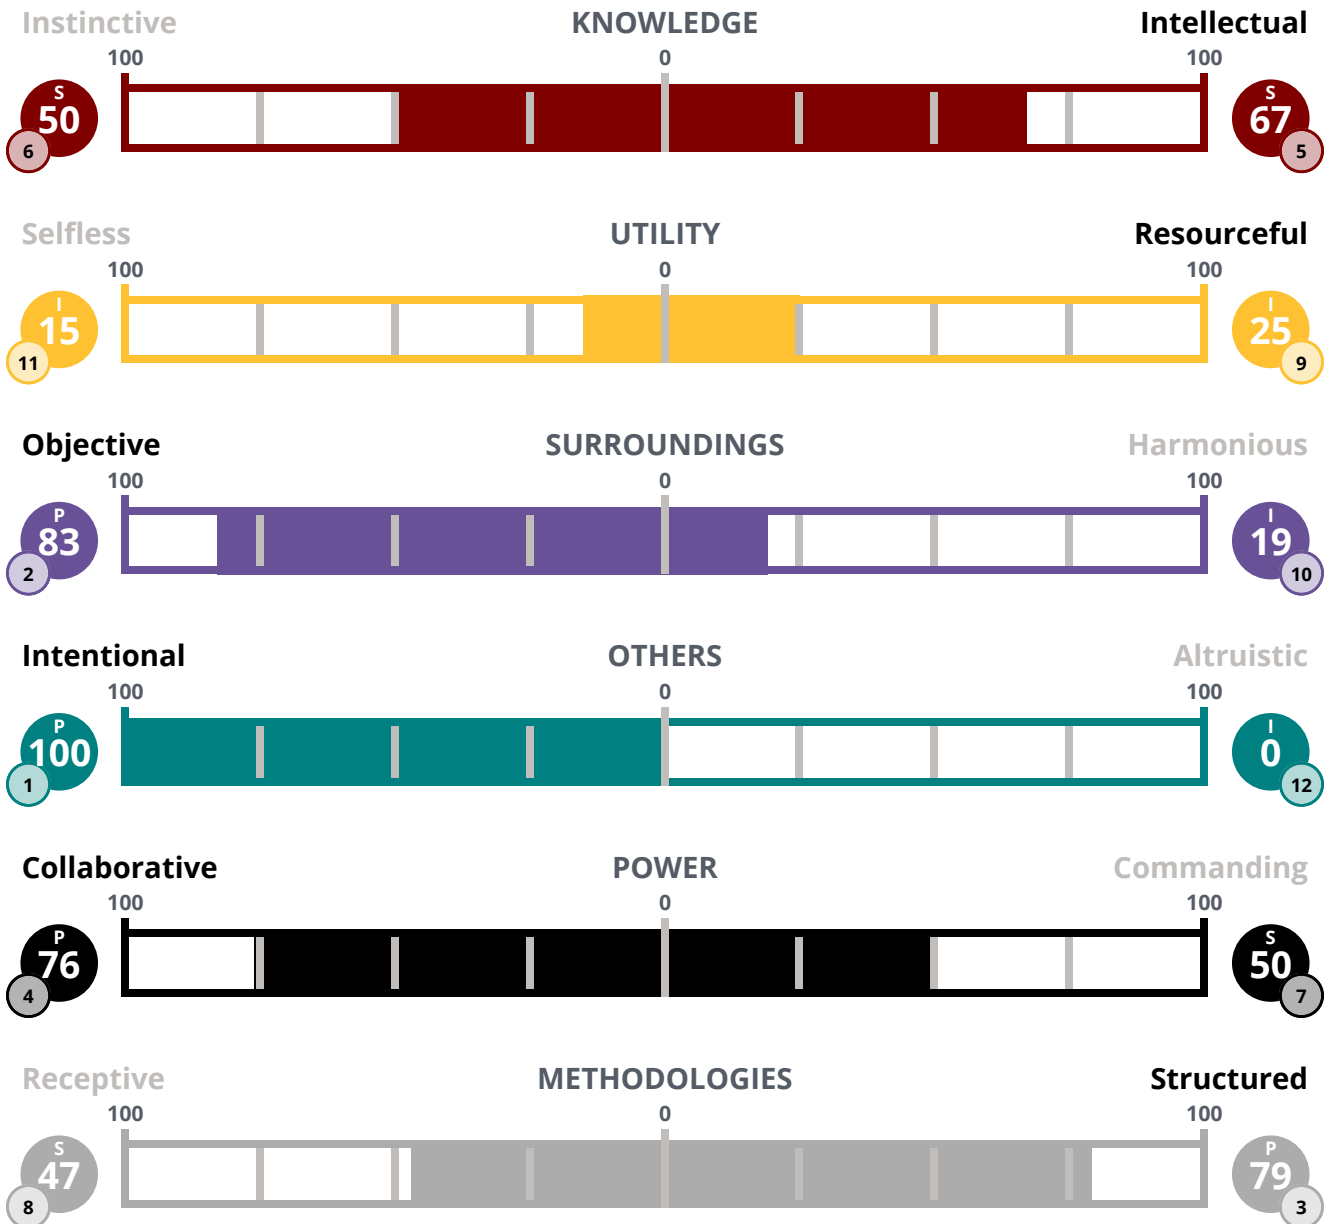 Instinctive KNOWLEDGE Intellectual
100 0 100
S S
50 67
6 5
Selfless UTILITY Resourceful
100 0 100
I I
15 25
11 9
Objective SURROUNDINGS Harmonious
100 0 100
P I
83 19
2 10
Intentional OTHERS Altruistic
100 0 100
P I
100 0
1 12
Collaborative POWER Commanding
100 0 100
P S
76 50
4 7
Receptive METHODOLOGIES Structured
100 0 100
S P
47 79
8 3